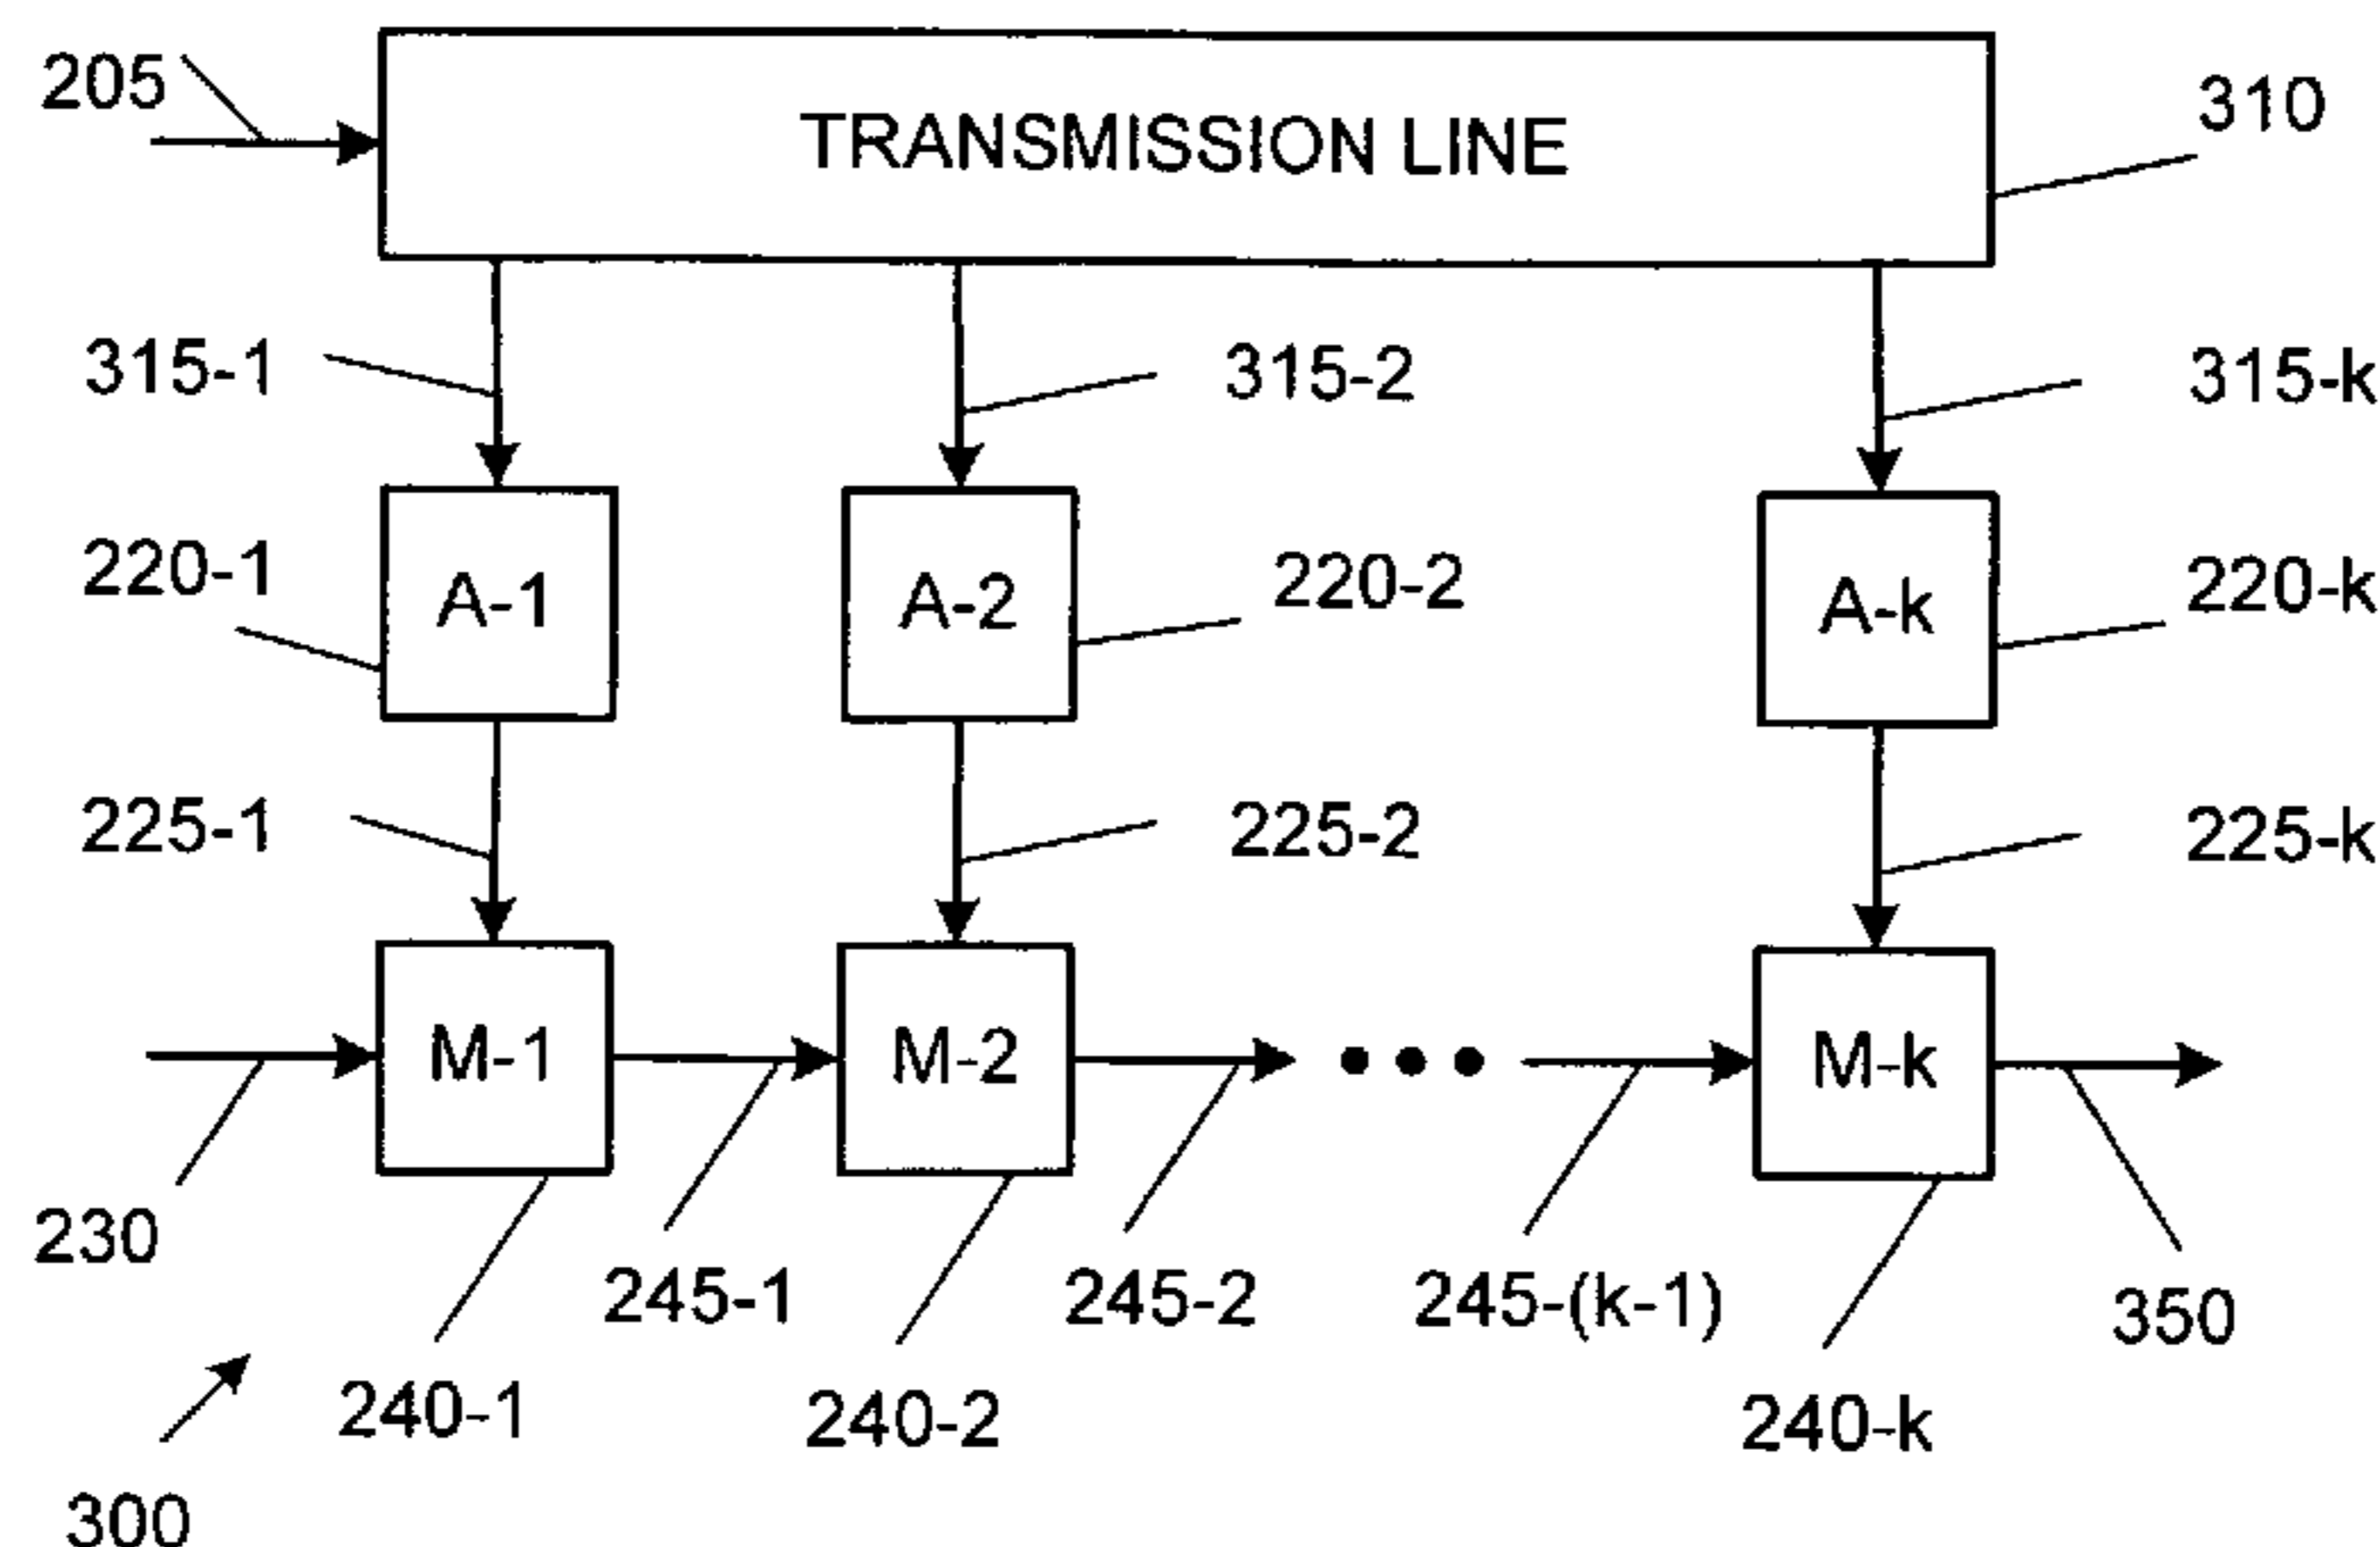 205
TRANSMISSION LINE
310
315-1
315-2
315-k
220-1
A-1
A-2
220-2
A-k
220-k
225-1
225-2
225-k
M-1
M-2
M-k
230
245-1
245-2
245-(k-1)
350
240-1
240-2
240-k
300